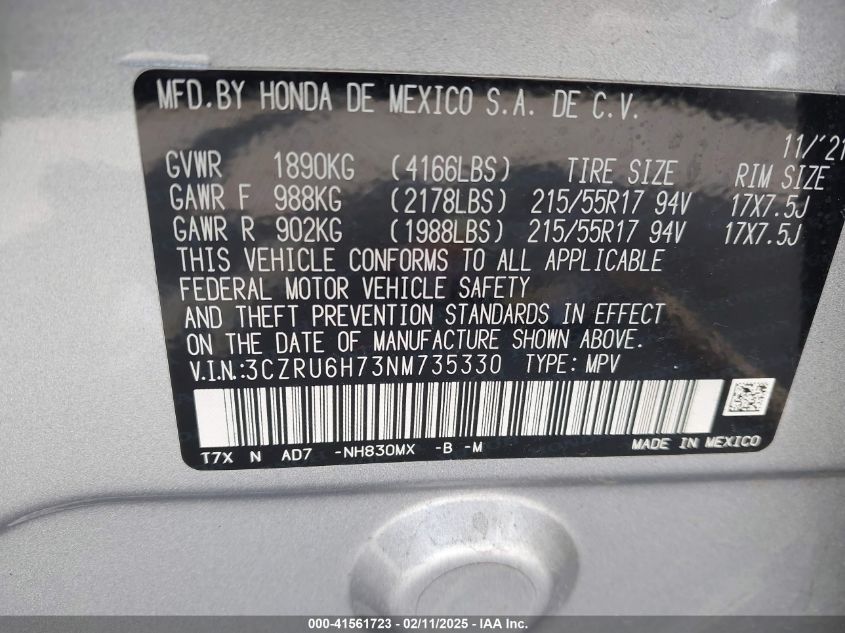 MFD.BY HONDA DE MEXICO S.A. DE C.V.
11/'21
GVWR 1890KG (4166LBS) TIRE SIZE RIM SIZE
GAWR F 988KG (2178LBS) 215/55R17 94V 17X7.5J
GAWR R 902KG (1988LBS) 215/55R17 94V 17X7.5J
THIS VEHICLE CONFORMS TO ALL APPLICABLE
FEDERAL MOTOR VEHICLE SAFETY
AND THEFT PREVENTION STANDARDS IN EFFECT
ON THE DATE OF MANUFACTURE SHOWN ABOVE.
V.I.N.:3CZRU6H73NM735330 TYPE: MPV
T7X N AD7 -NH830MX -B -M MADE IN MEXICO
000-41561723 - 02/11/2025 - IAA Inc.